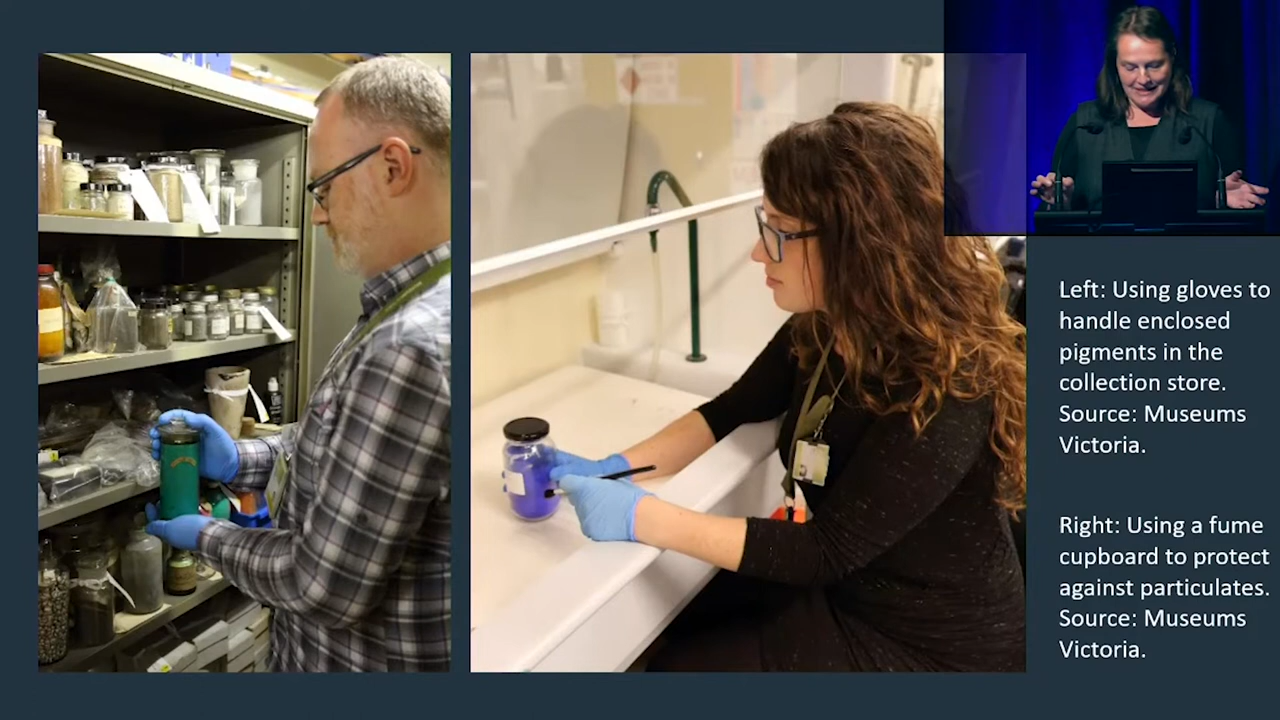 Left: Using gloves to
handle enclosed
pigments in the
collection store.
Source: Museums
Victoria.
Right: Using a fume
cupboard to protect
against particulates.
Source: Museums
Victoria.